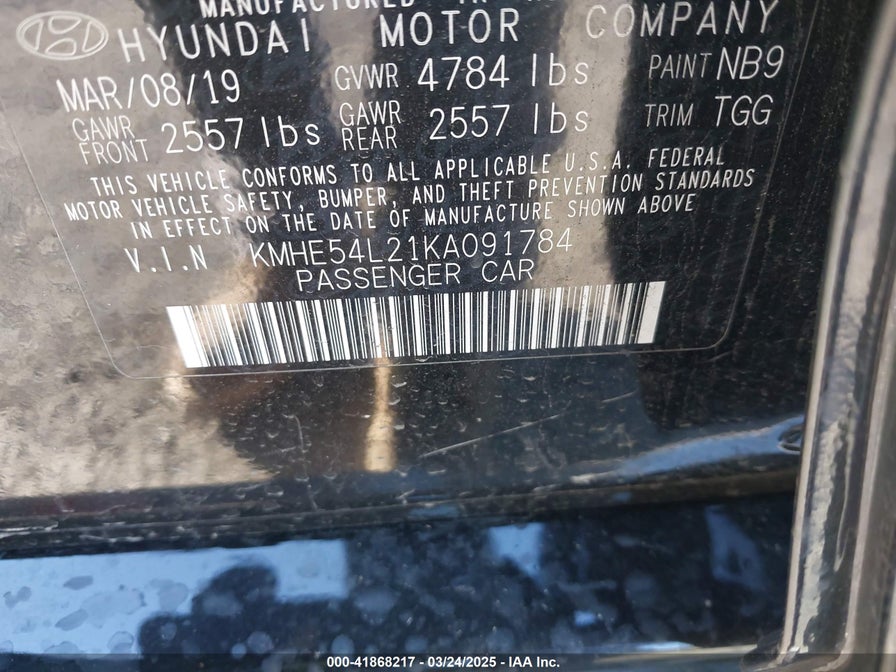 MANUFACTURED
HYUNDAI MOTOR COMPANY
MAR/08/19 GVWR 4784 lbs PAINT NB9
GAWR FRONT 2557 lbs GAWR REAR 2557 lbs TRIM TGG
THIS VEHICLE CONFORMS TO ALL APPLICABLE U.S.A. FEDERAL
MOTOR VEHICLE SAFETY, BUMPER, AND THEFT PREVENTION STANDARDS
IN EFFECT ON THE DATE OF MANUFACTURE SHOWN ABOVE
V.I.N KMHE54L21KA091784
PASSENGER CAR
000-41868217 - 03/24/2025 - IAA Inc.